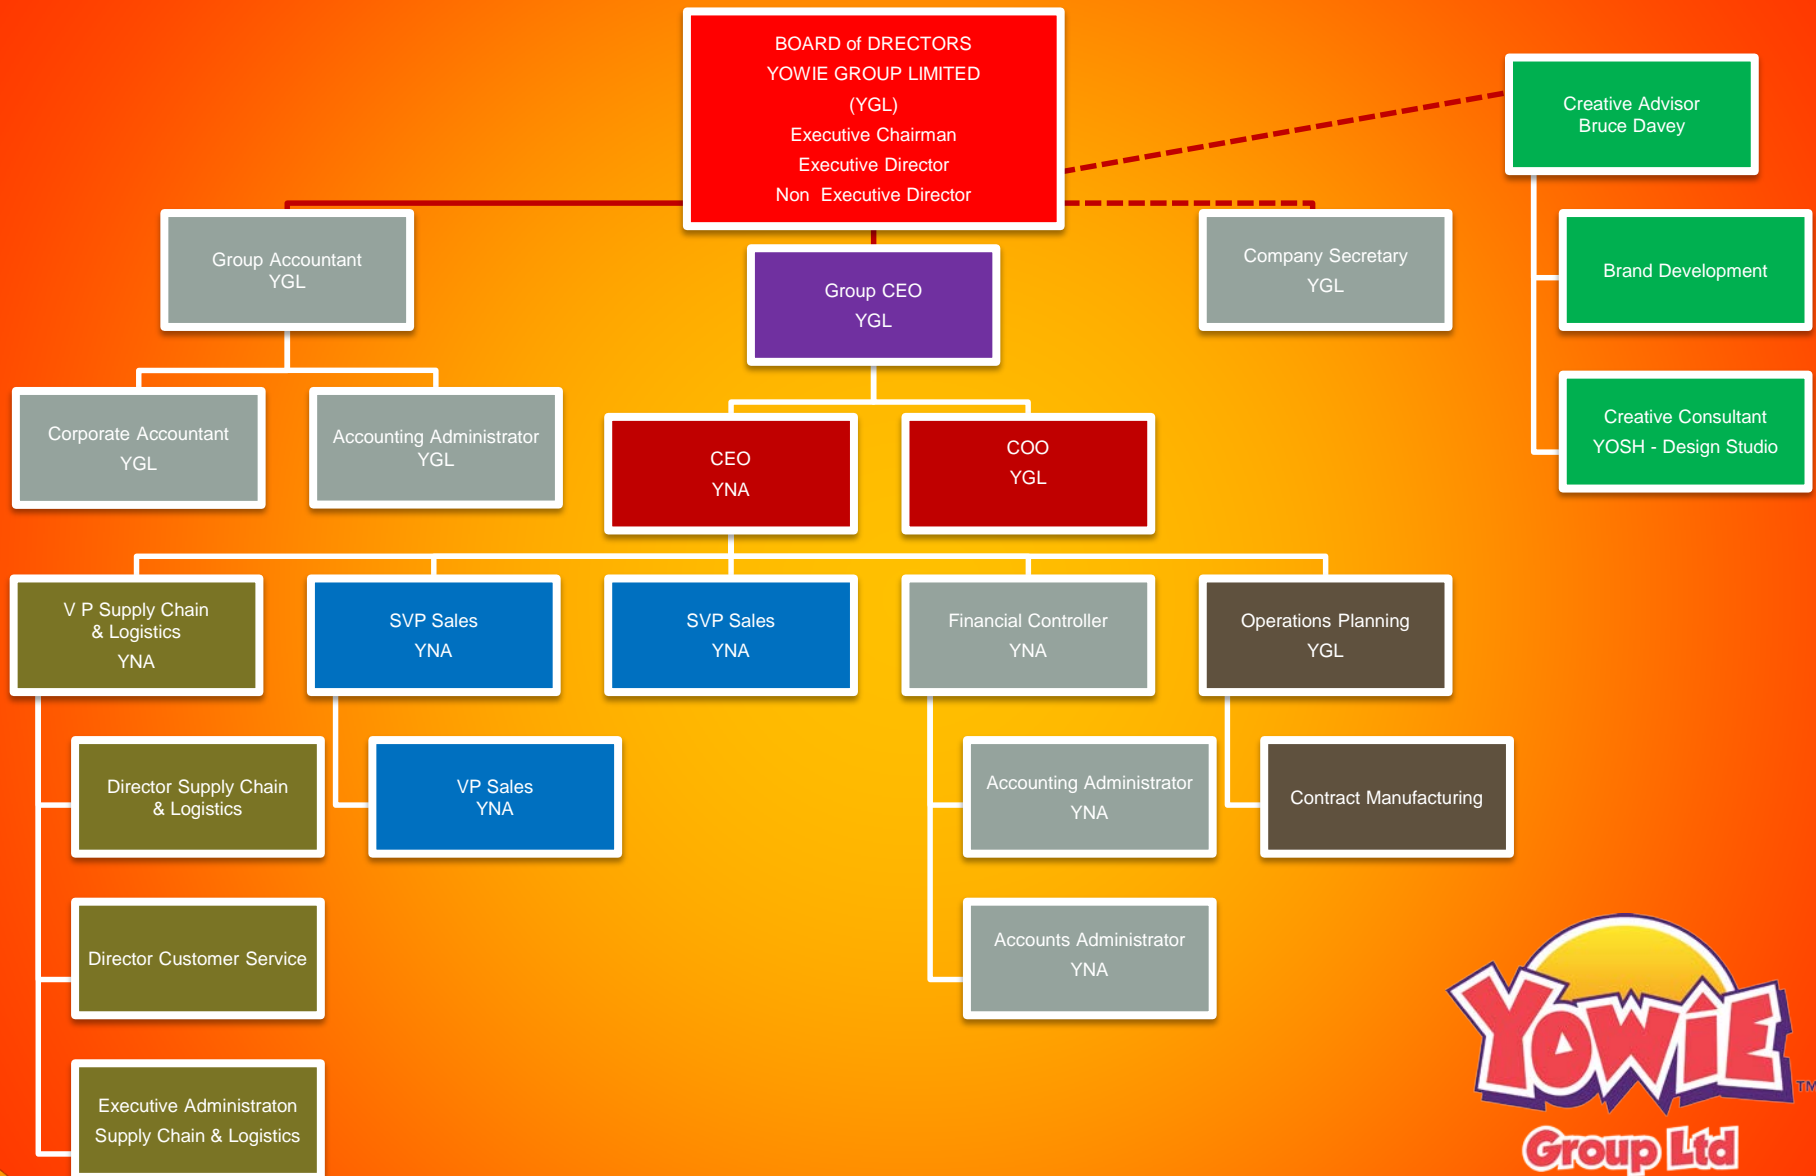 BOARD of DRECTORS
YOWIE GROUP LIMITED
(YGL)
Executive Chairman
Executive Director
Non Executive Director
Creative Advisor
Bruce Davey
Group Accountant
YGL
Group CEO
YGL
Company Secretary
YGL
Brand Development
Corporate Accountant
YGL
Accounting Administrator
YGL
CEO
YNA
COO
YGL
Creative Consultant
YOSH - Design Studio
V P Supply Chain
& Logistics
YNA
SVP Sales
YNA
SVP Sales
YNA
Financial Controller
YNA
Operations Planning
YGL
Director Supply Chain
& Logistics
VP Sales
YNA
Accounting Administrator
YNA
Contract Manufacturing
Director Customer Service
Accounts Administrator
YNA
Executive Administraton
Supply Chain & Logistics
YOWiE
TM
Group Ltd